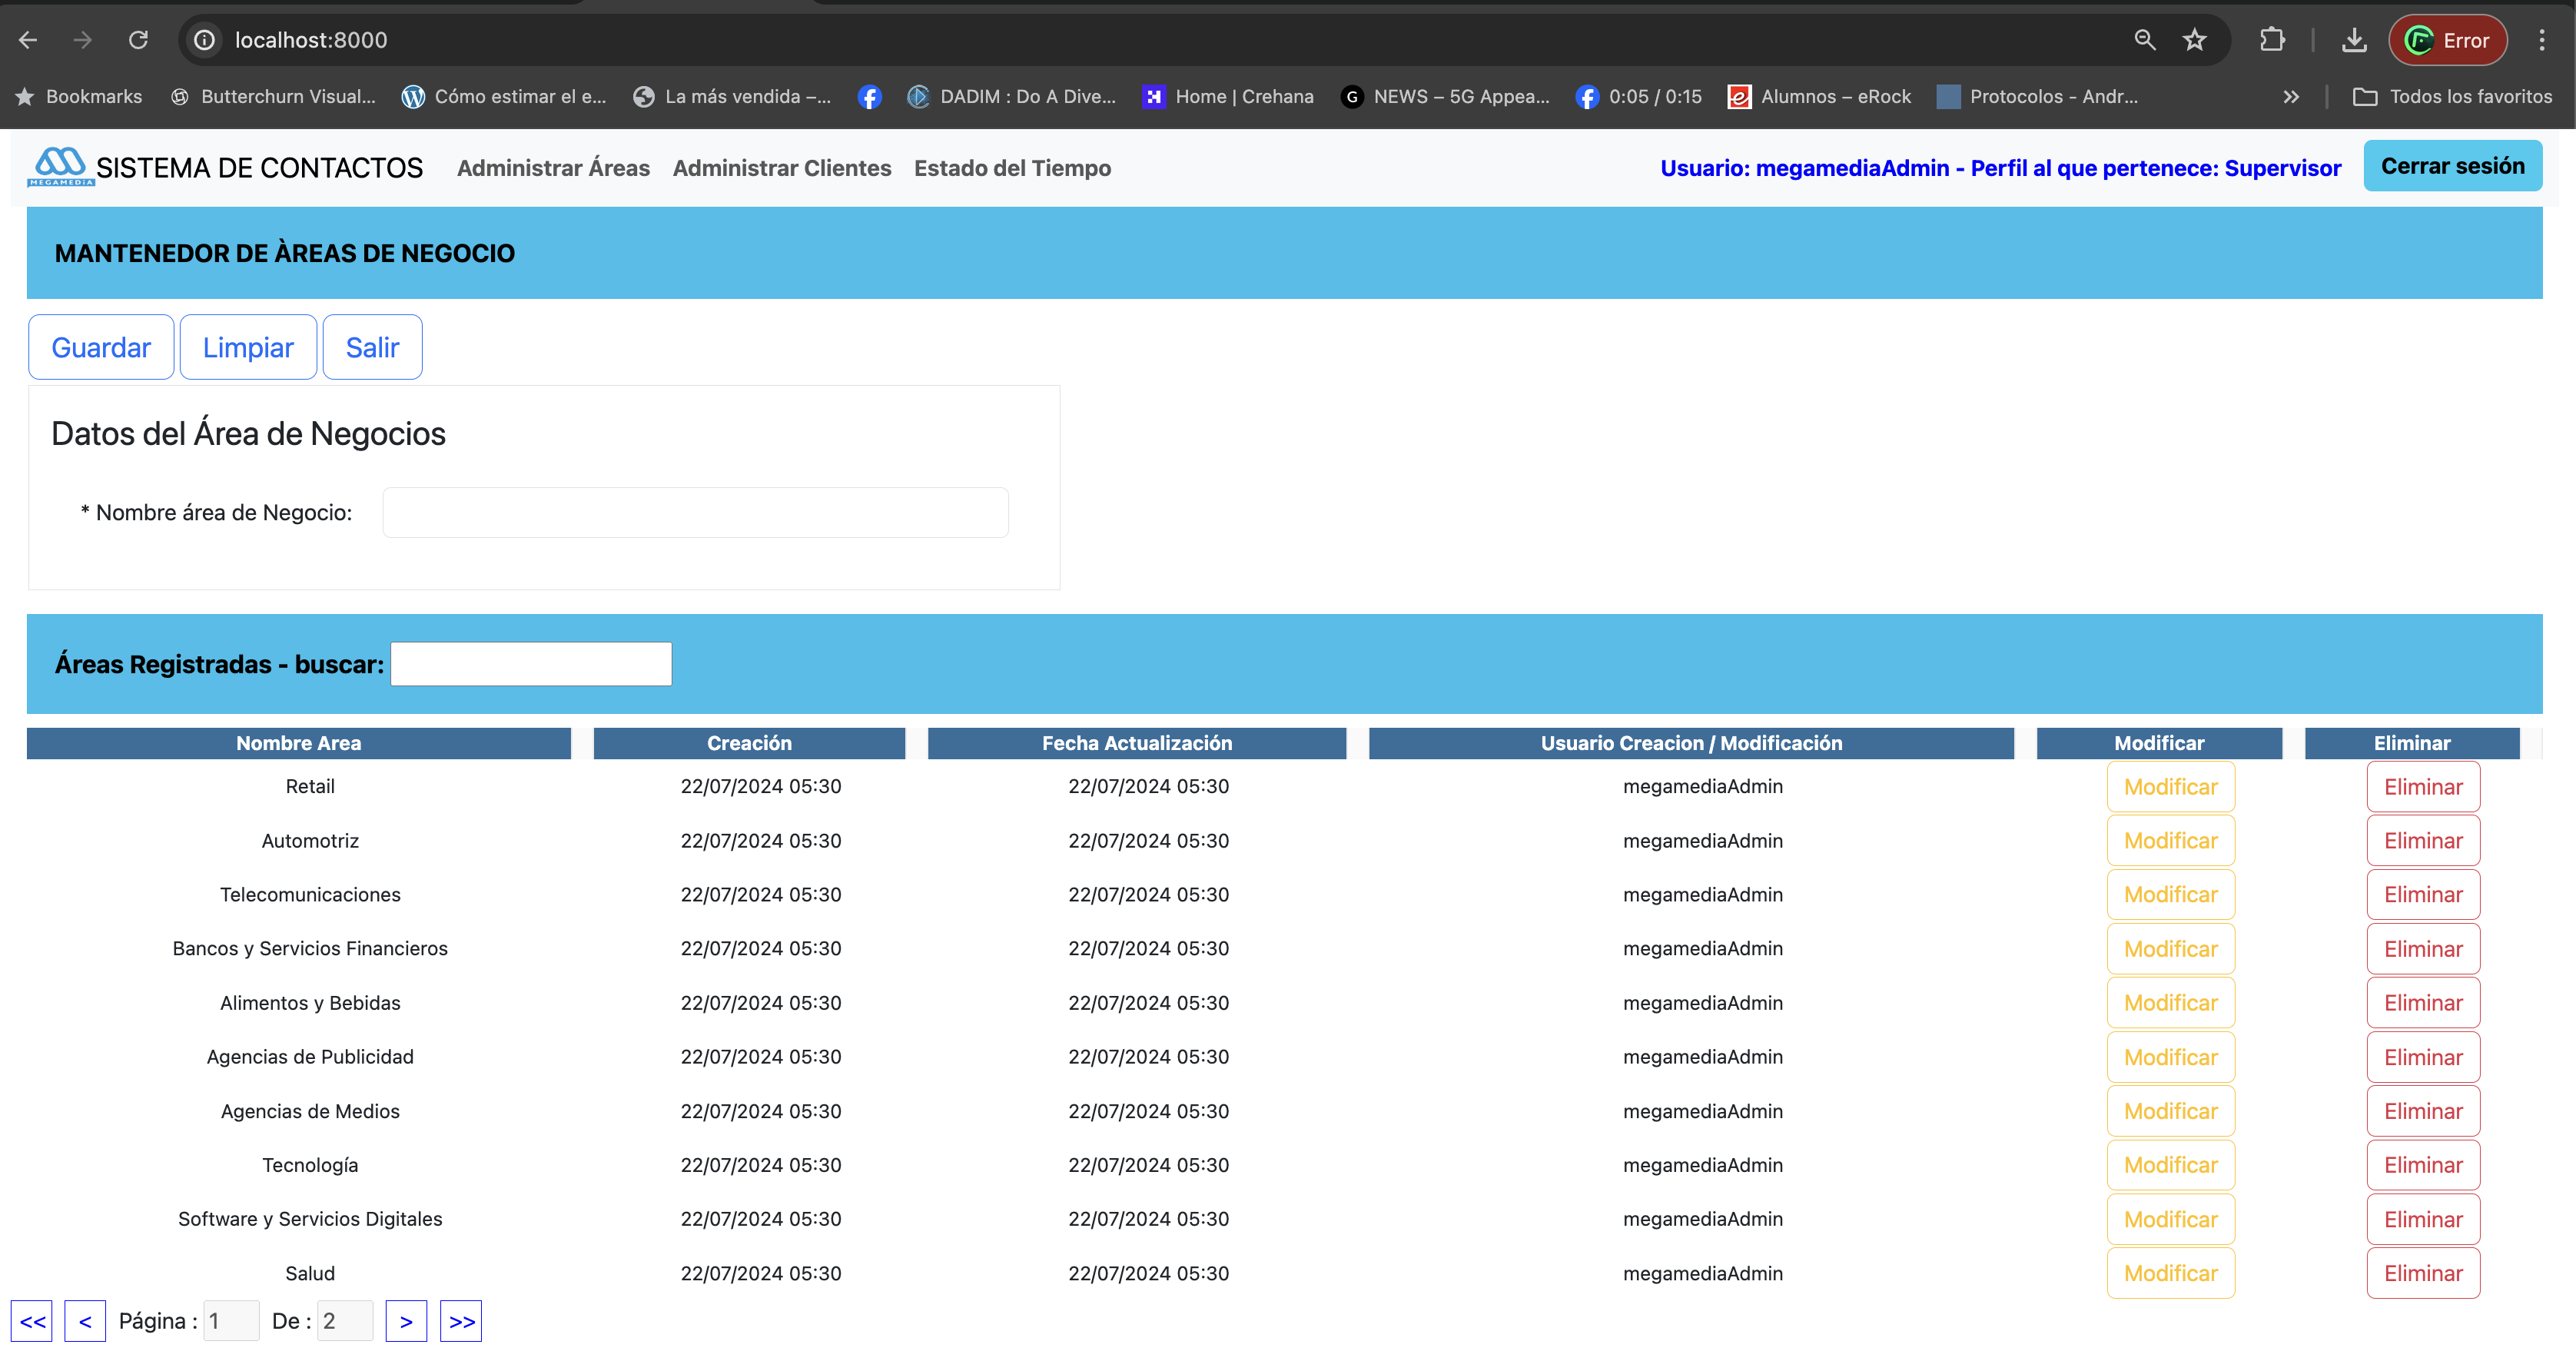 localhost:8000
Error
Bookmarks Butterchurn Visual... Cómo estimar el e... La más vendida –... DADIM : Do A Dive... Home | Crehana NEWS – 5G Appea... 0:05 / 0:15 Alumnos – eRock Protocolos - Andr... Todos los favoritos
MEGAMEDIA SISTEMA DE CONTACTOS Administrar Áreas Administrar Clientes Estado del Tiempo Usuario: megamediaAdmin - Perfil al que pertenece: Supervisor Cerrar sesión
MANTENEDOR DE ÀREAS DE NEGOCIO
Guardar Limpiar Salir
Datos del Área de Negocios
* Nombre área de Negocio:
Áreas Registradas - buscar:
Nombre Area Creación Fecha Actualización Usuario Creacion / Modificación Modificar Eliminar
Retail 22/07/2024 05:30 22/07/2024 05:30 megamediaAdmin Modificar Eliminar
Automotriz 22/07/2024 05:30 22/07/2024 05:30 megamediaAdmin Modificar Eliminar
Telecomunicaciones 22/07/2024 05:30 22/07/2024 05:30 megamediaAdmin Modificar Eliminar
Bancos y Servicios Financieros 22/07/2024 05:30 22/07/2024 05:30 megamediaAdmin Modificar Eliminar
Alimentos y Bebidas 22/07/2024 05:30 22/07/2024 05:30 megamediaAdmin Modificar Eliminar
Agencias de Publicidad 22/07/2024 05:30 22/07/2024 05:30 megamediaAdmin Modificar Eliminar
Agencias de Medios 22/07/2024 05:30 22/07/2024 05:30 megamediaAdmin Modificar Eliminar
Tecnología 22/07/2024 05:30 22/07/2024 05:30 megamediaAdmin Modificar Eliminar
Software y Servicios Digitales 22/07/2024 05:30 22/07/2024 05:30 megamediaAdmin Modificar Eliminar
Salud 22/07/2024 05:30 22/07/2024 05:30 megamediaAdmin Modificar Eliminar
<< < Página : 1 De : 2 > >>